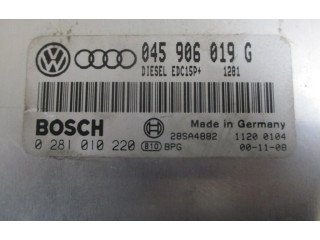 045 906 019 G
DIESEL EDC15P+ 1281
BOSCH Made in Germany
28SA4882 1120 0104
0 281 010 220 810 BPG 00-11-08